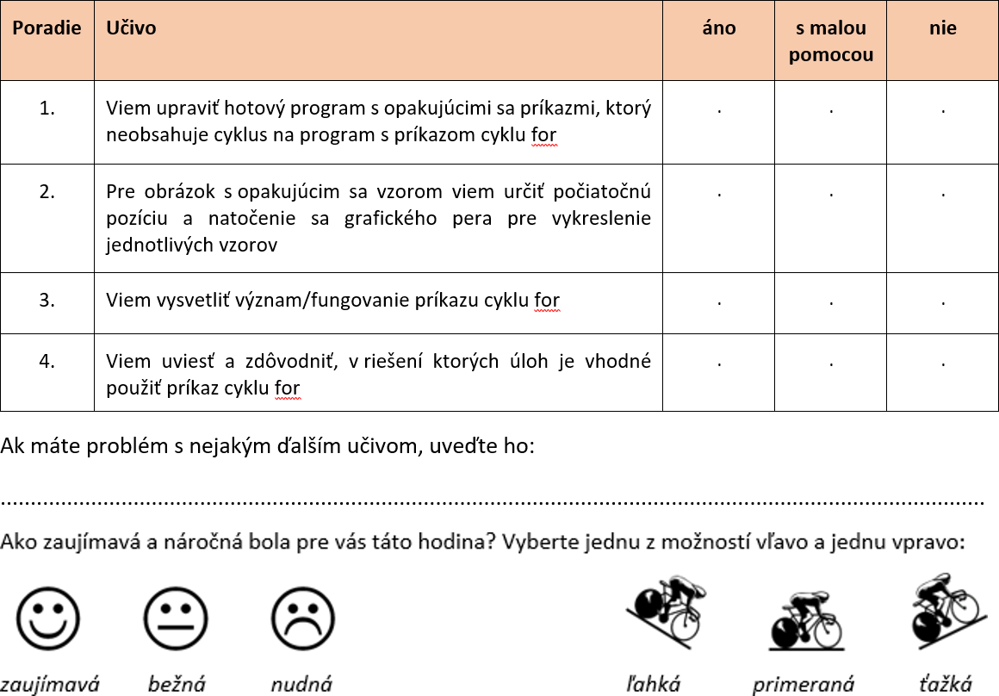 Poradie Učivo áno s malou pomocou nie
1. Viem upraviť hotový program s opakujúcimi sa príkazmi, ktorý . . .
neobsahuje cyklus na program s príkazom cyklu for
2. Pre obrázok s opakujúcim sa vzorom viem určiť počiatočnú . . .
pozíciu a natočenie sa grafického pera pre vykreslenie
jednotlivých vzorov
3. Viem vysvetliť význam/fungovanie príkazu cyklu for . . .
4. Viem uviesť a zdôvodniť, v riešení ktorých úloh je vhodné . . .
použiť príkaz cyklu for
Ak máte problém s nejakým ďalším učivom, uveďte ho:
................................................................................
Ako zaujímavá a náročná bola pre vás táto hodina? Vyberte jednu z možností vľavo a jednu vpravo:
zaujímavá bežná nudná ľahká primeraná ťažká